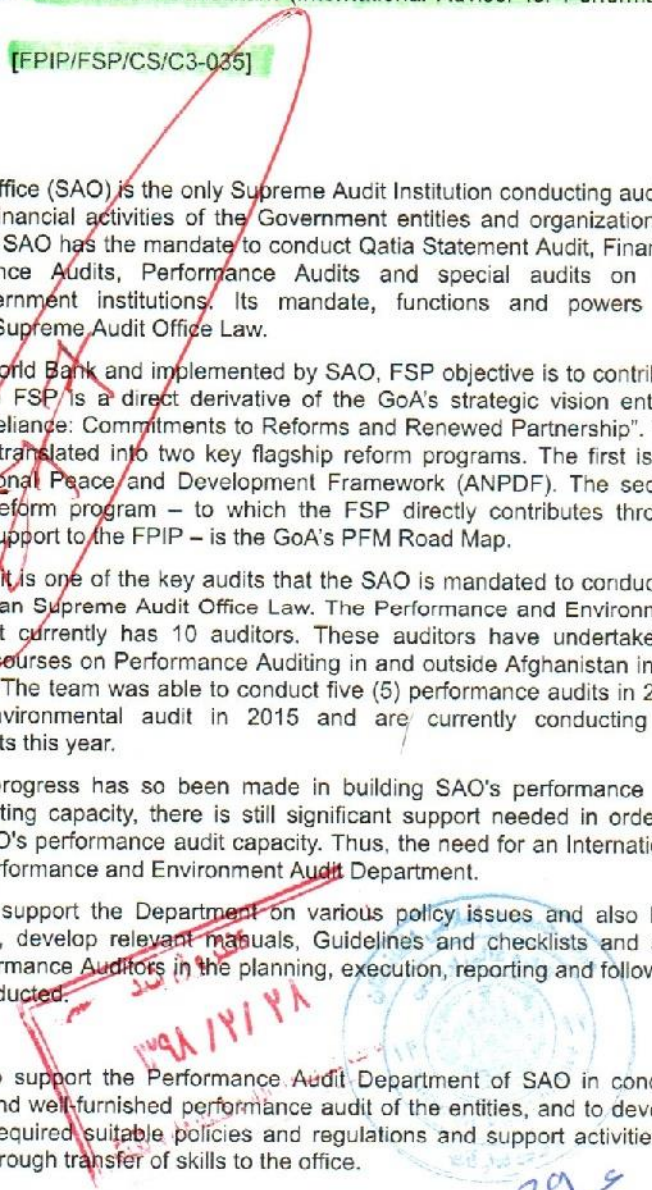 [FPIP/FSP/CS/C3-035]
ffice (SAO) is the only Supreme Audit Institution conducting aud
inancial activities of the Government entities and organization
SAO has the mandate to conduct Qatia Statement Audit, Finan
nce Audits, Performance Audits and special audits on
ernment institutions. Its mandate, functions and powers
Supreme Audit Office Law.
orld Bank and implemented by SAO, FSP objective is to contrib
FSP is a direct derivative of the GoA's strategic vision ent
eliance: Commitments to Reforms and Renewed Partnership".
translated into two key flagship reform programs. The first is
onal Peace and Development Framework (ANPDF). The sec
eform program – to which the FSP directly contributes thro
upport to the FPIP – is the GoA's PFM Road Map.
it is one of the key audits that the SAO is mandated to conduc
an Supreme Audit Office Law. The Performance and Environm
t currently has 10 auditors. These auditors have undertake
courses on Performance Auditing in and outside Afghanistan in
The team was able to conduct five (5) performance audits in 2
nvironmental audit in 2015 and are currently conducting
ts this year.
progress has so been made in building SAO's performance
ting capacity, there is still significant support needed in orde
O's performance audit capacity. Thus, the need for an Internatio
rformance and Environment Audit Department.
support the Department on various policy issues and also
, develop relevant manuals, Guidelines and checklists and
rmance Auditors in the planning, execution, reporting and follow
ducted.
o support the Performance Audit Department of SAO in cond
nd well-furnished performance audit of the entities, and to deve
equired suitable policies and regulations and support activitie
rough transfer of skills to the office.